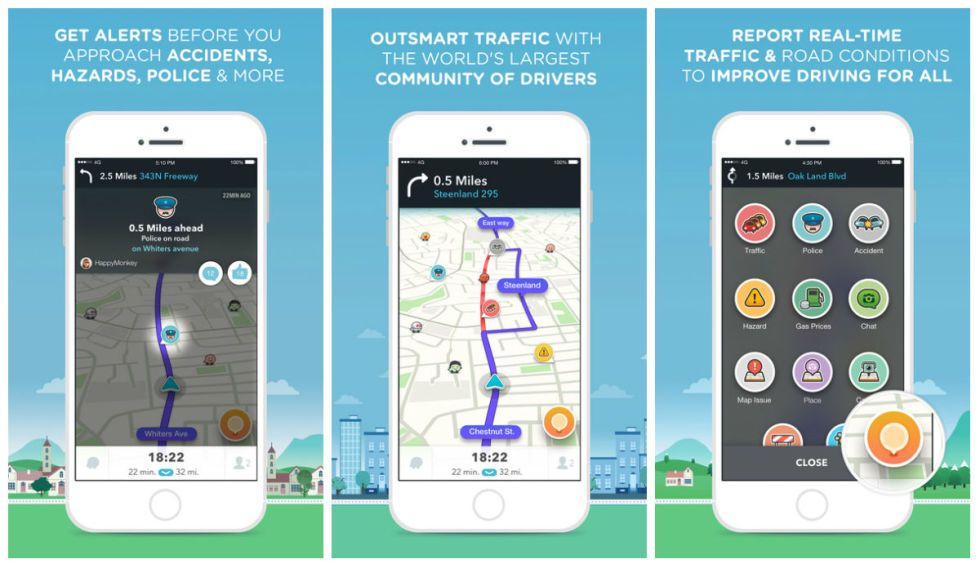 GET ALERTS BEFORE YOU
APPROACH ACCIDENTS,
HAZARDS, POLICE & MORE
4G
5:10 PM
100%
2.5 Miles 343N Freeway
22MIN AGO
0.5 Miles ahead
Police on road
on Whiters avenue
HappyMonkey
12
18
Whiters Ave
18:22
22 min. 32 mi.
2
OUTSMART TRAFFIC WITH
THE WORLD'S LARGEST
COMMUNITY OF DRIVERS
4G
6:00 PM
100%
0.5 Miles
Steenland 295
East way
Steenland
Chestnut St.
18:22
22 min. 32 mi.
2
REPORT REAL-TIME
TRAFFIC & ROAD CONDITIONS
TO IMPROVE DRIVING FOR ALL
4G
4:30 PM
100%
1.5 Miles Oak Land Blvd
Traffic Police Accident
Hazard Gas Prices Chat
Map Issue Place
CLOSE